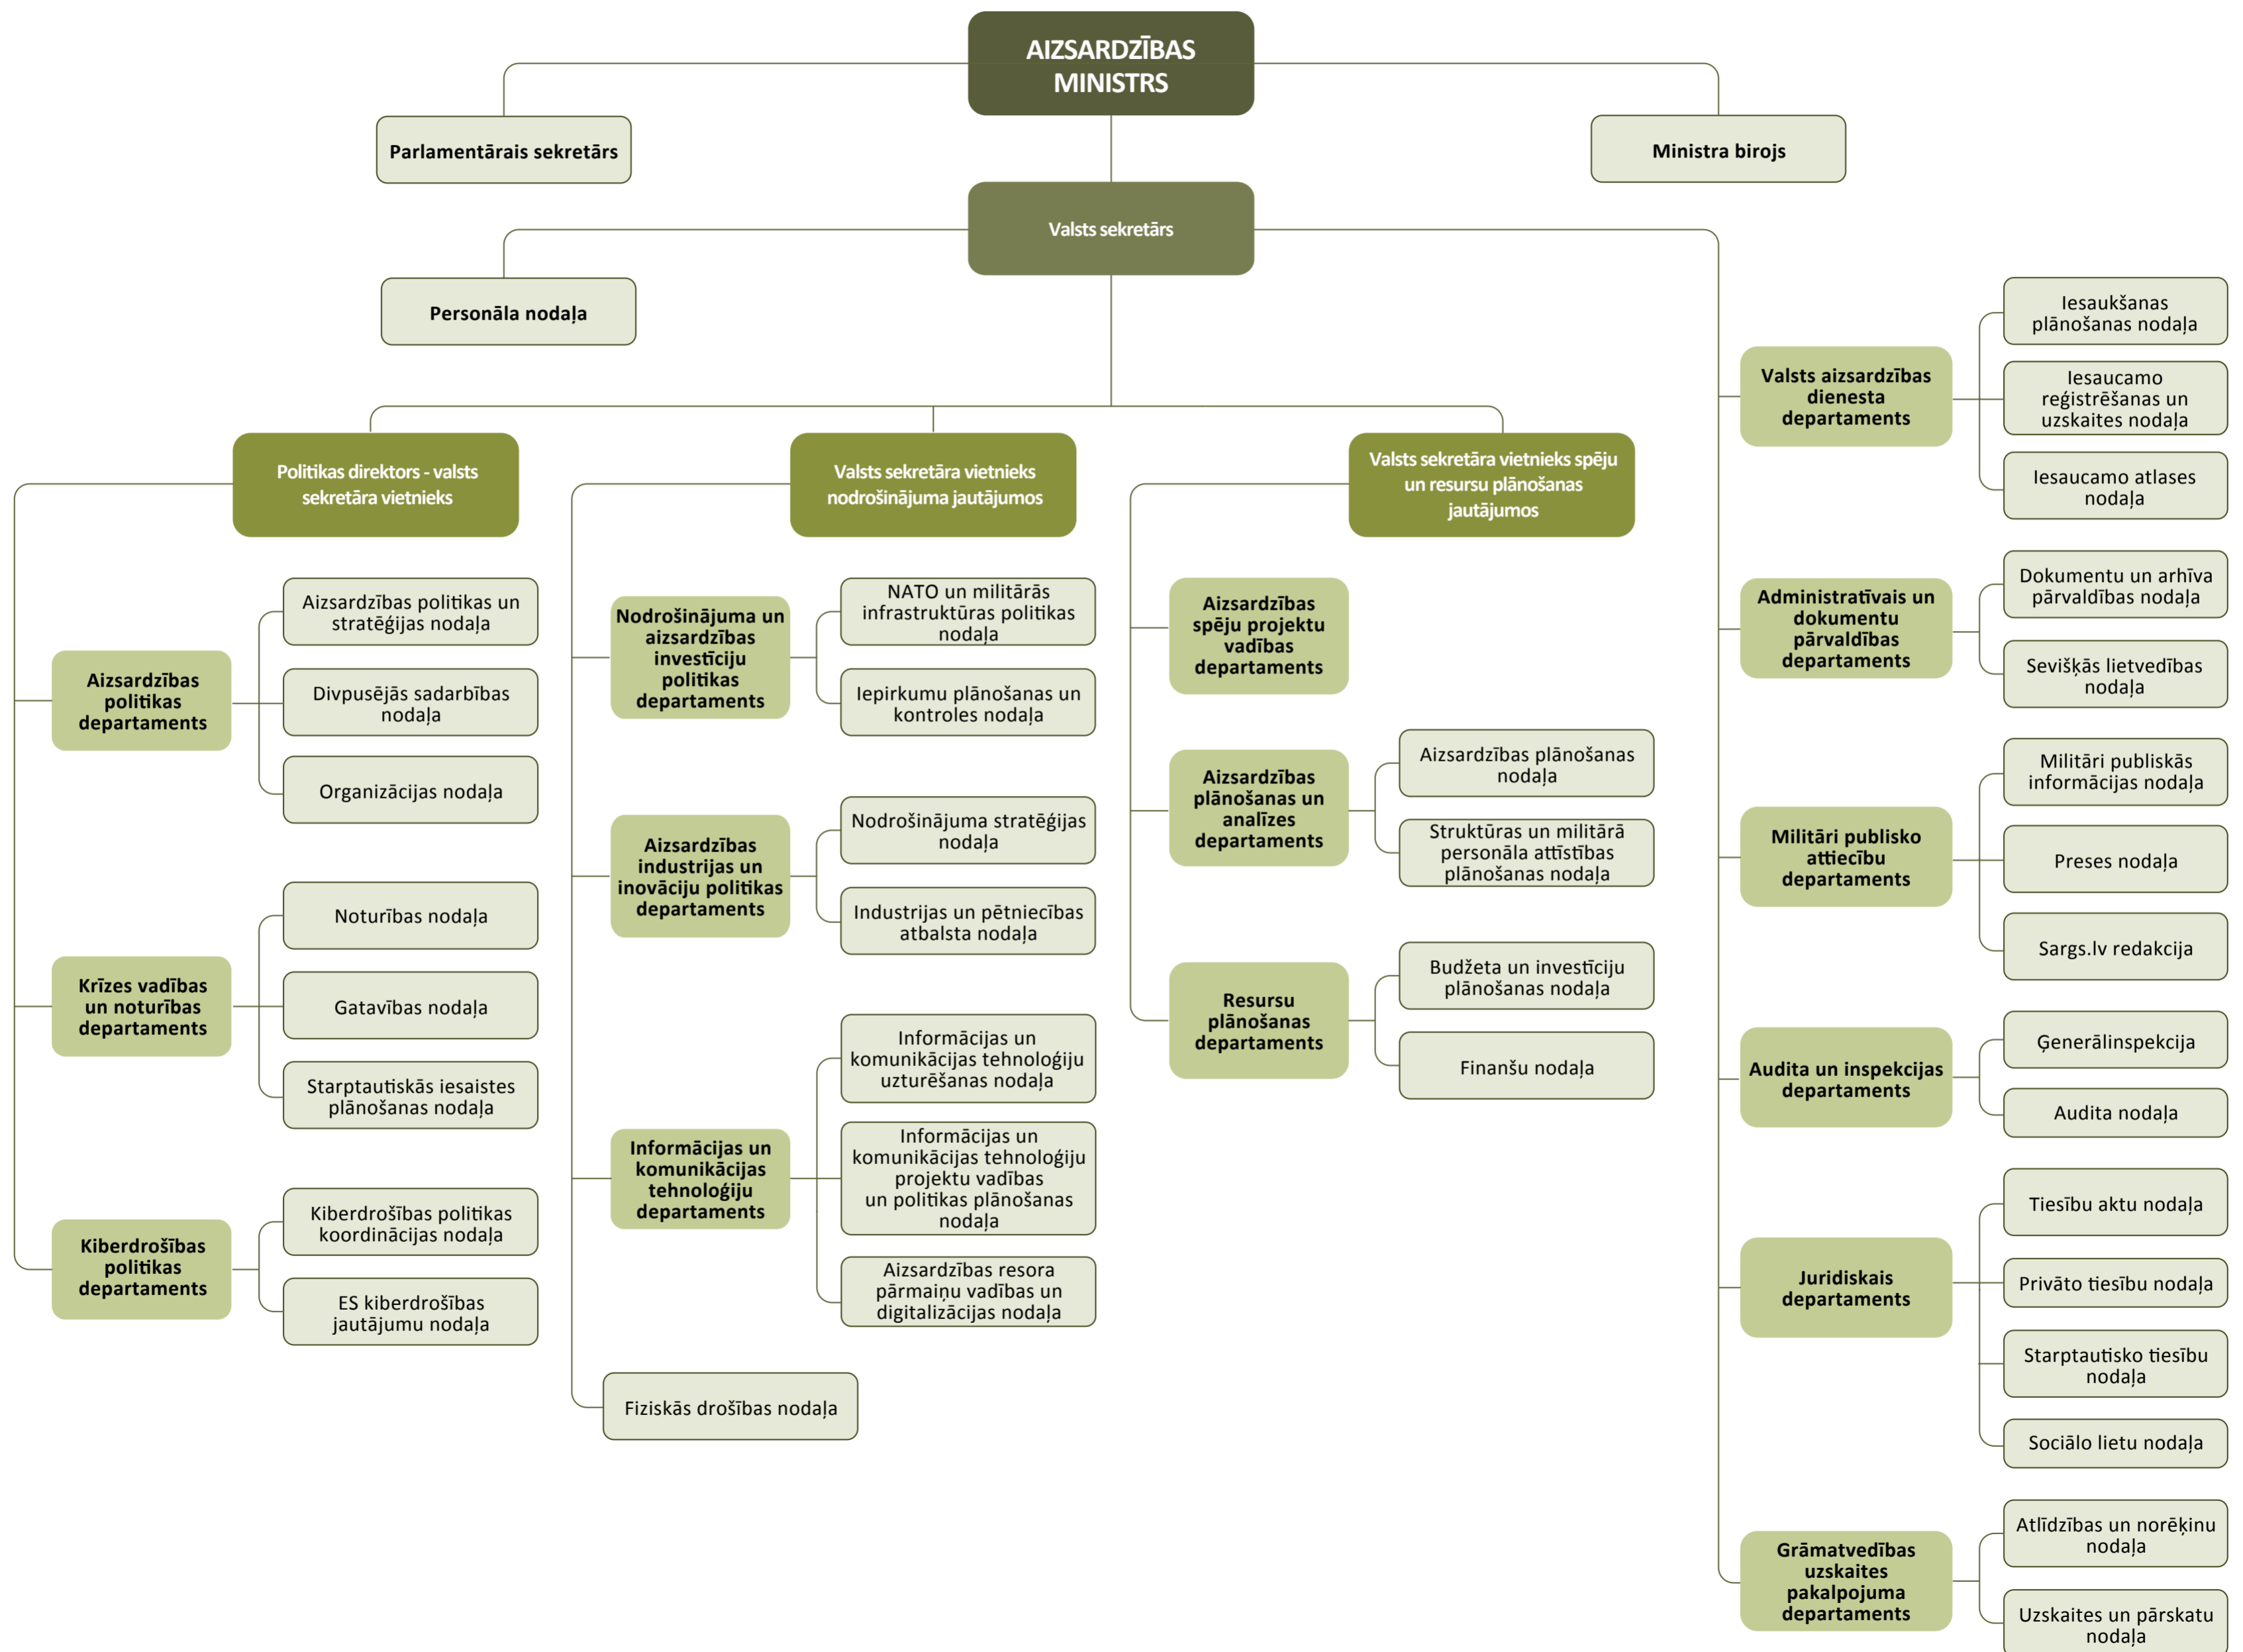 AIZSARDZĪBAS
MINISTRS
Parlamentārais sekretārs
Ministra birojs
Valsts sekretārs
Personāla nodaļa
Politikas direktors - valsts
sekretāra vietnieks
Aizsardzības
politikas
departaments
Aizsardzības politikas un
stratēģijas nodaļa
Divpusējās sadarbības
nodaļa
Organizācijas nodaļa
Krīzes vadības
un noturības
departaments
Noturības nodaļa
Gatavības nodaļa
Starptautiskās iesaistes
plānošanas nodaļa
Kiberdrošības
politikas
departaments
Kiberdrošības politikas
koordinācijas nodaļa
ES kiberdrošības
jautājumu nodaļa
Valsts sekretāra vietnieks
nodrošinājuma jautājumos
Nodrošinājuma un
aizsardzības
investīciju
politikas
departaments
NATO un militārās
infrastruktūras politikas
nodaļa
Iepirkumu plānošanas un
kontroles nodaļa
Aizsardzības
industrijas un
inovāciju politikas
departaments
Nodrošinājuma stratēģijas
nodaļa
Industrijas un pētniecības
atbalsta nodaļa
Informācijas un
komunikācijas
tehnoloģiju
departaments
Informācijas un
komunikācijas tehnoloģiju
uzturēšanas nodaļa
Informācijas un
komunikācijas tehnoloģiju
projektu vadības
un politikas plānošanas
nodaļa
Aizsardzības resora
pārmaiņu vadības un
digitalizācijas nodaļa
Fiziskās drošības nodaļa
Valsts sekretāra vietnieks spēju
un resursu plānošanas
jautājumos
Aizsardzības
spēju projektu
vadības
departaments
Aizsardzības
plānošanas un
analīzes
departaments
Aizsardzības plānošanas
nodaļa
Struktūras un militārā
personāla attīstības
plānošanas nodaļa
Resursu
plānošanas
departaments
Budžeta un investīciju
plānošanas nodaļa
Finanšu nodaļa
Valsts aizsardzības
dienesta
departaments
Iesaukšanas
plānošanas nodaļa
Iesaucamo
reģistrēšanas un
uzskaites nodaļa
Iesaucamo atlases
nodaļa
Administratīvais un
dokumentu
pārvaldības
departaments
Dokumentu un arhīva
pārvaldības nodaļa
Sevišķās lietvedības
nodaļa
Militāri publisko
attiecību
departaments
Militāri publiskās
informācijas nodaļa
Preses nodaļa
Sargs.lv redakcija
Audita un inspekcijas
departaments
Ģenerālinspekcija
Audita nodaļa
Juridiskais
departaments
Tiesību aktu nodaļa
Privāto tiesību nodaļa
Starptautisko tiesību
nodaļa
Sociālo lietu nodaļa
Grāmatvedības
uzskaites
pakalpojuma
departaments
Atlīdzības un norēķinu
nodaļa
Uzskaites un pārskatu
nodaļa